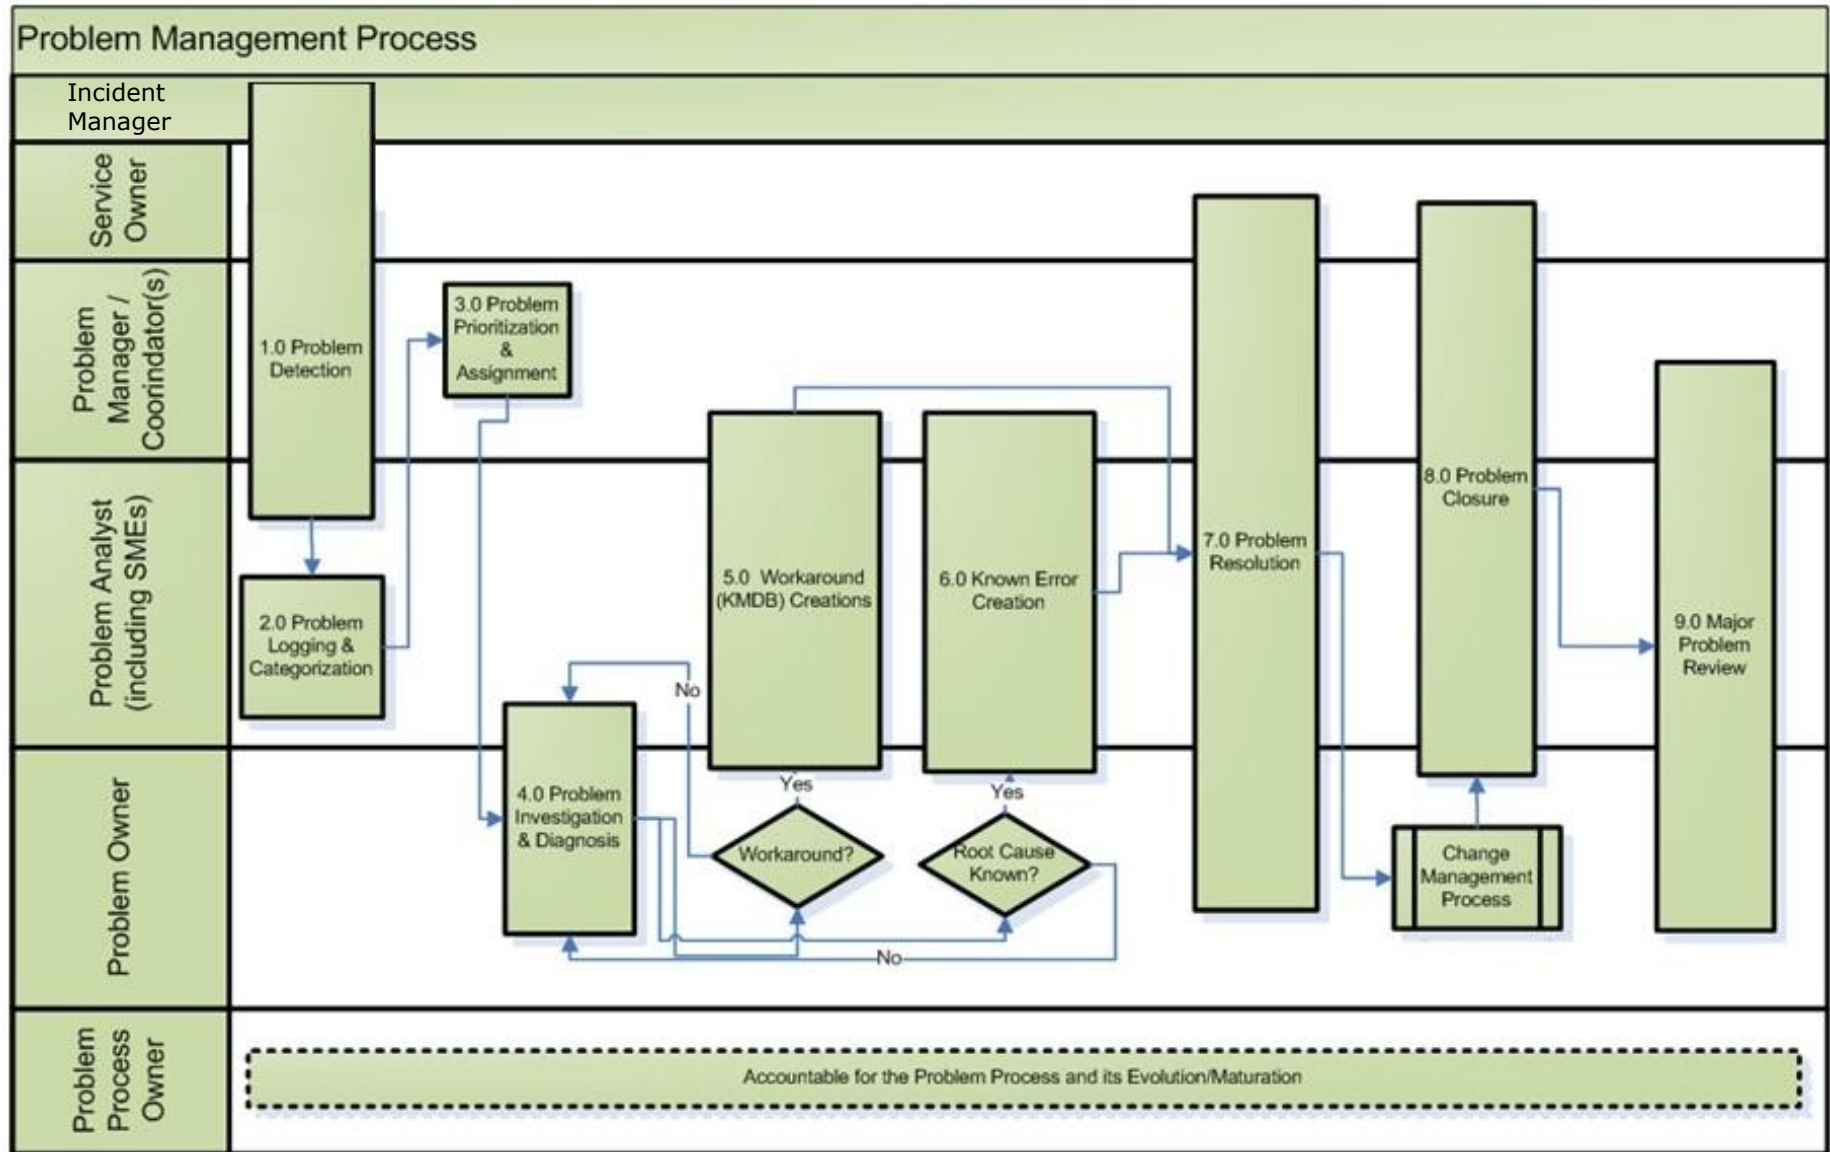 Problem Management Process
Incident
Manager
Service
Owner
Problem
Manager /
Coorindator(s)
Problem Analyst
(including SMEs)
Problem Owner
Problem
Process
Owner
1.0 Problem
Detection
2.0 Problem
Logging &
Categorization
3.0 Problem
Prioritization
&
Assignment
4.0 Problem
Investigation
& Diagnosis
No
5.0 Workaround
(KMDB) Creations
Yes
Workaround?
6.0 Known Error
Creation
Yes
Root Cause
Known?
No
7.0 Problem
Resolution
8.0 Problem
Closure
Change
Management
Process
9.0 Major
Problem
Review
Accountable for the Problem Process and its Evolution/Maturation